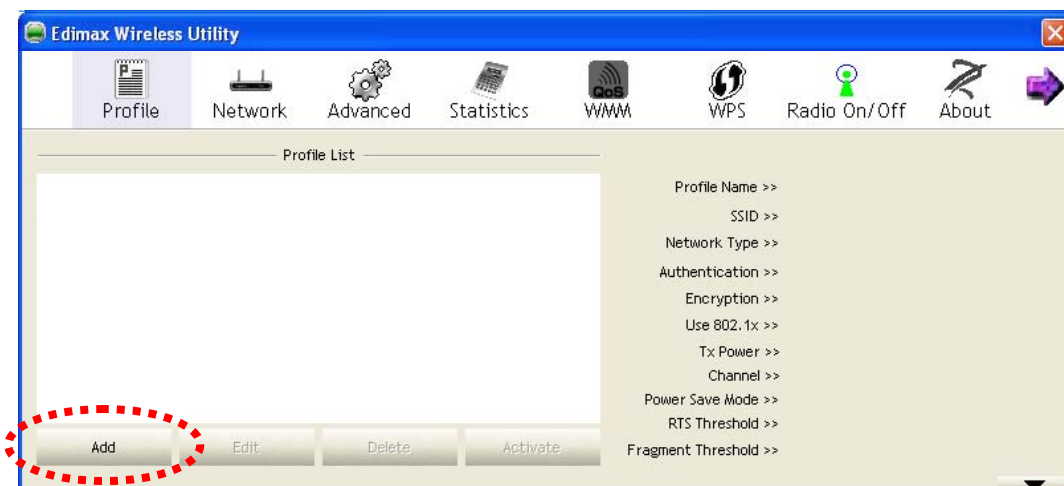 Edimax Wireless Utility
Profile Network Advanced Statistics WMM WPS Radio On/Off About
QoS
Profile List
Profile Name >>
SSID >>
Network Type >>
Authentication >>
Encryption >>
Use 802.1x >>
Tx Power >>
Channel >>
Power Save Mode >>
RTS Threshold >>
Fragment Threshold >>
Add Edit Delete Activate